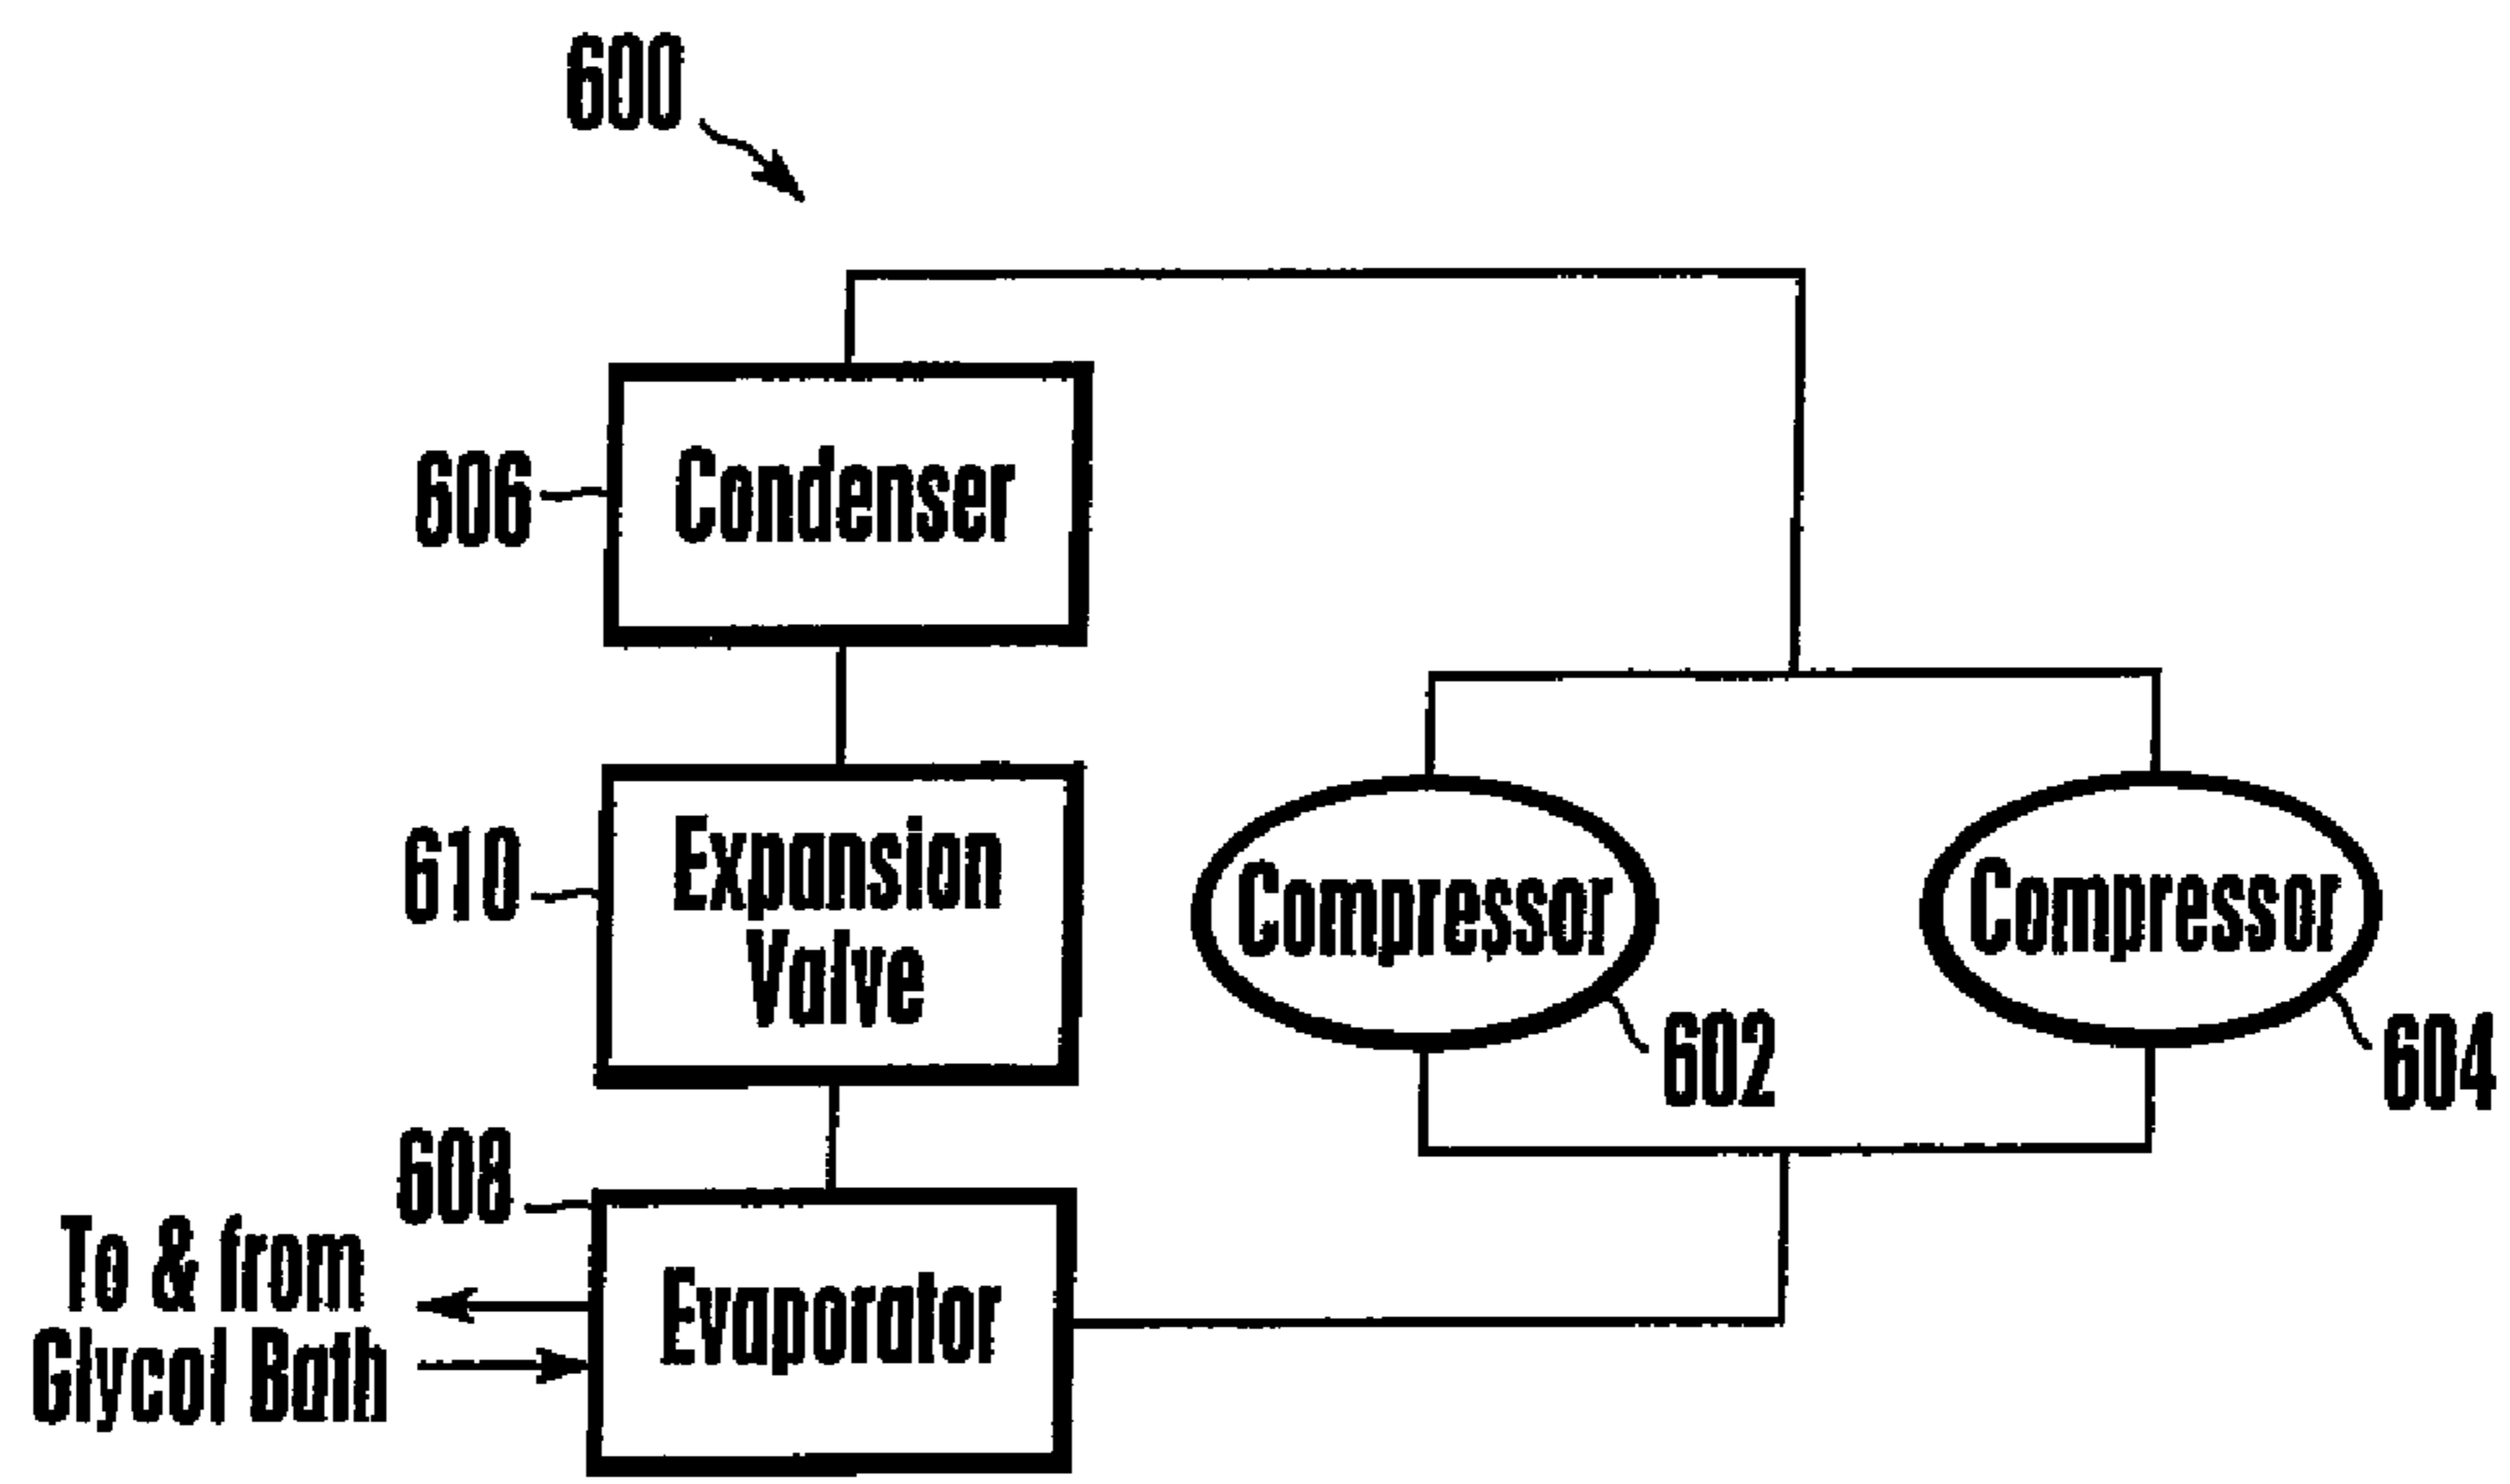 600
606
Condenser
610
Expansion
Valve
Compressor
602
Compressor
604
608
To & from
Glycol Bath
Evaporator